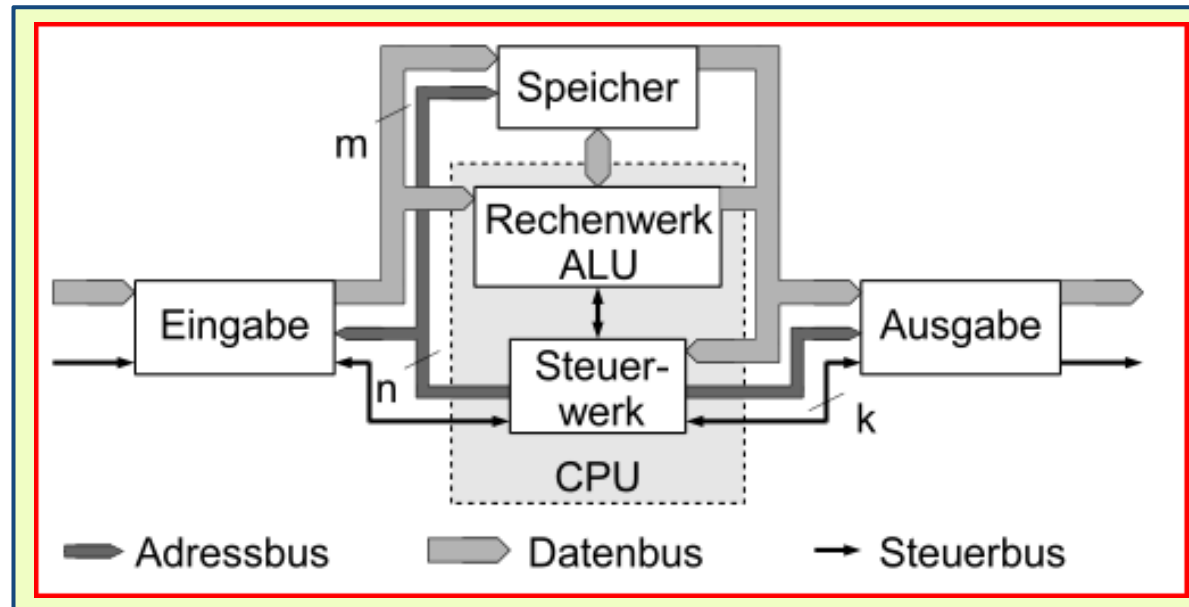 Speicher
m
Rechenwerk
ALU
Eingabe
Ausgabe
n
Steuer-
werk
k
CPU
Adressbus
Datenbus
Steuerbus